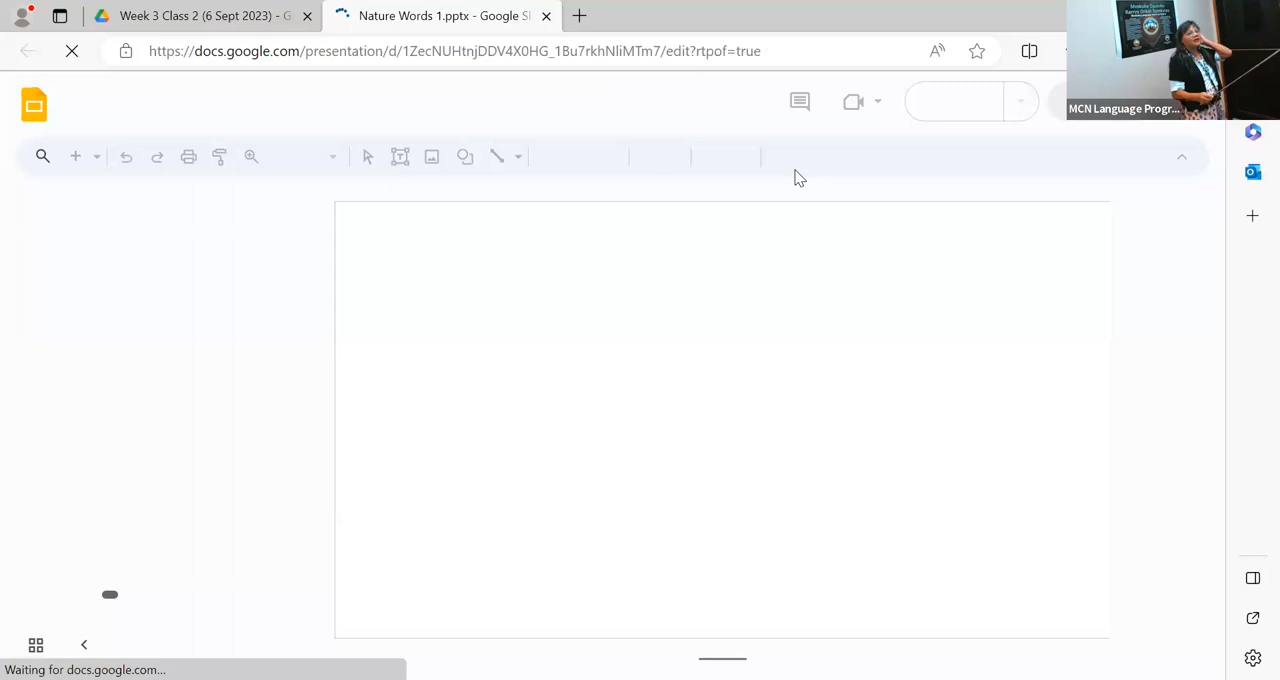 Week 3 Class 2 (6 Sept 2023) - G
Nature Words 1.pptx - Google Sl
https://docs.google.com/presentation/d/1ZecNUHtnjDDV4X0HG_1Bu7rkhNliMTm7/edit?rtpof=true
MCN Language Progr...
Waiting for docs.google.com...